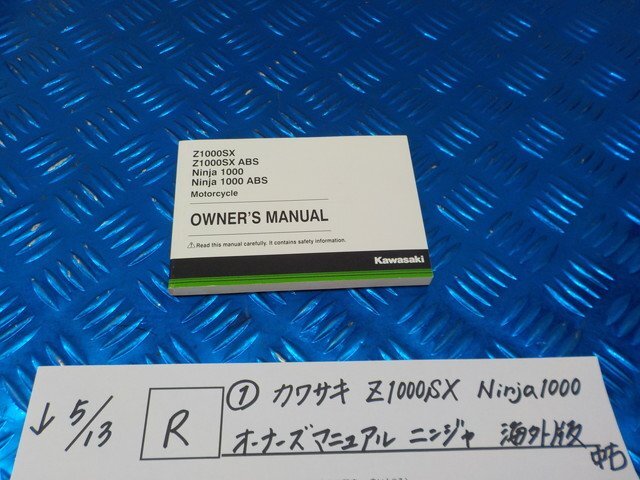 Z1000SX
Z1000SX ABS
Ninja 1000
Ninja 1000 ABS
Motorcycle
OWNER'S MANUAL
⚠Read this manual carefully. It contains safety information.
Kawasaki
↓ 5/13 R ① カワサキ Z1000SX Ninja1000
オーナーズマニュアル ニンジャ 海外版